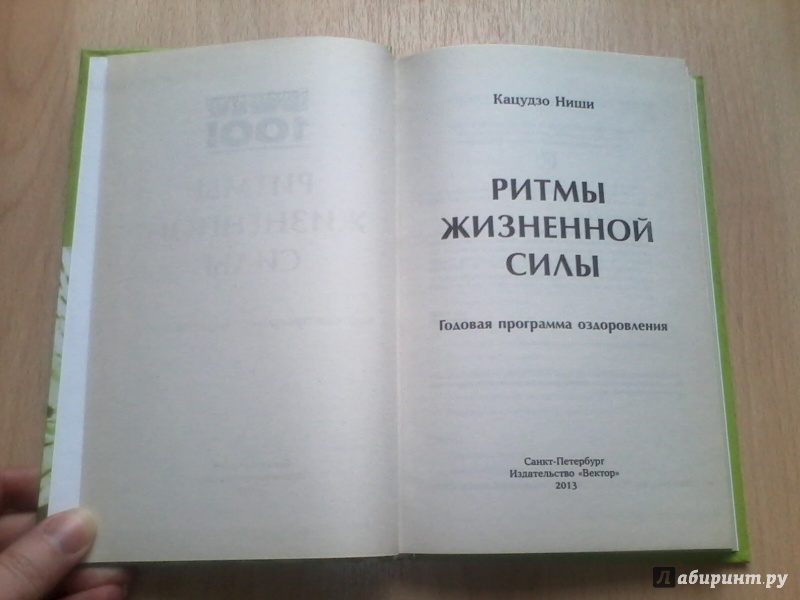 Кацудзо Ниши
РИТМЫ
ЖИЗНЕННОЙ
СИЛЫ
Годовая программа оздоровления
Санкт-Петербург
Издательство «Вектор»
2013
Лабиринт.ру